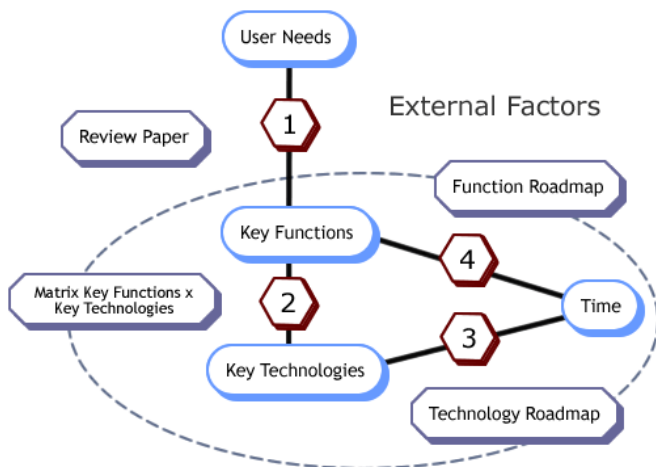 User Needs
External Factors
1
Review Paper
Function Roadmap
Key Functions
4
Matrix Key Functions x
Key Technologies
2
Time
3
Key Technologies
Technology Roadmap